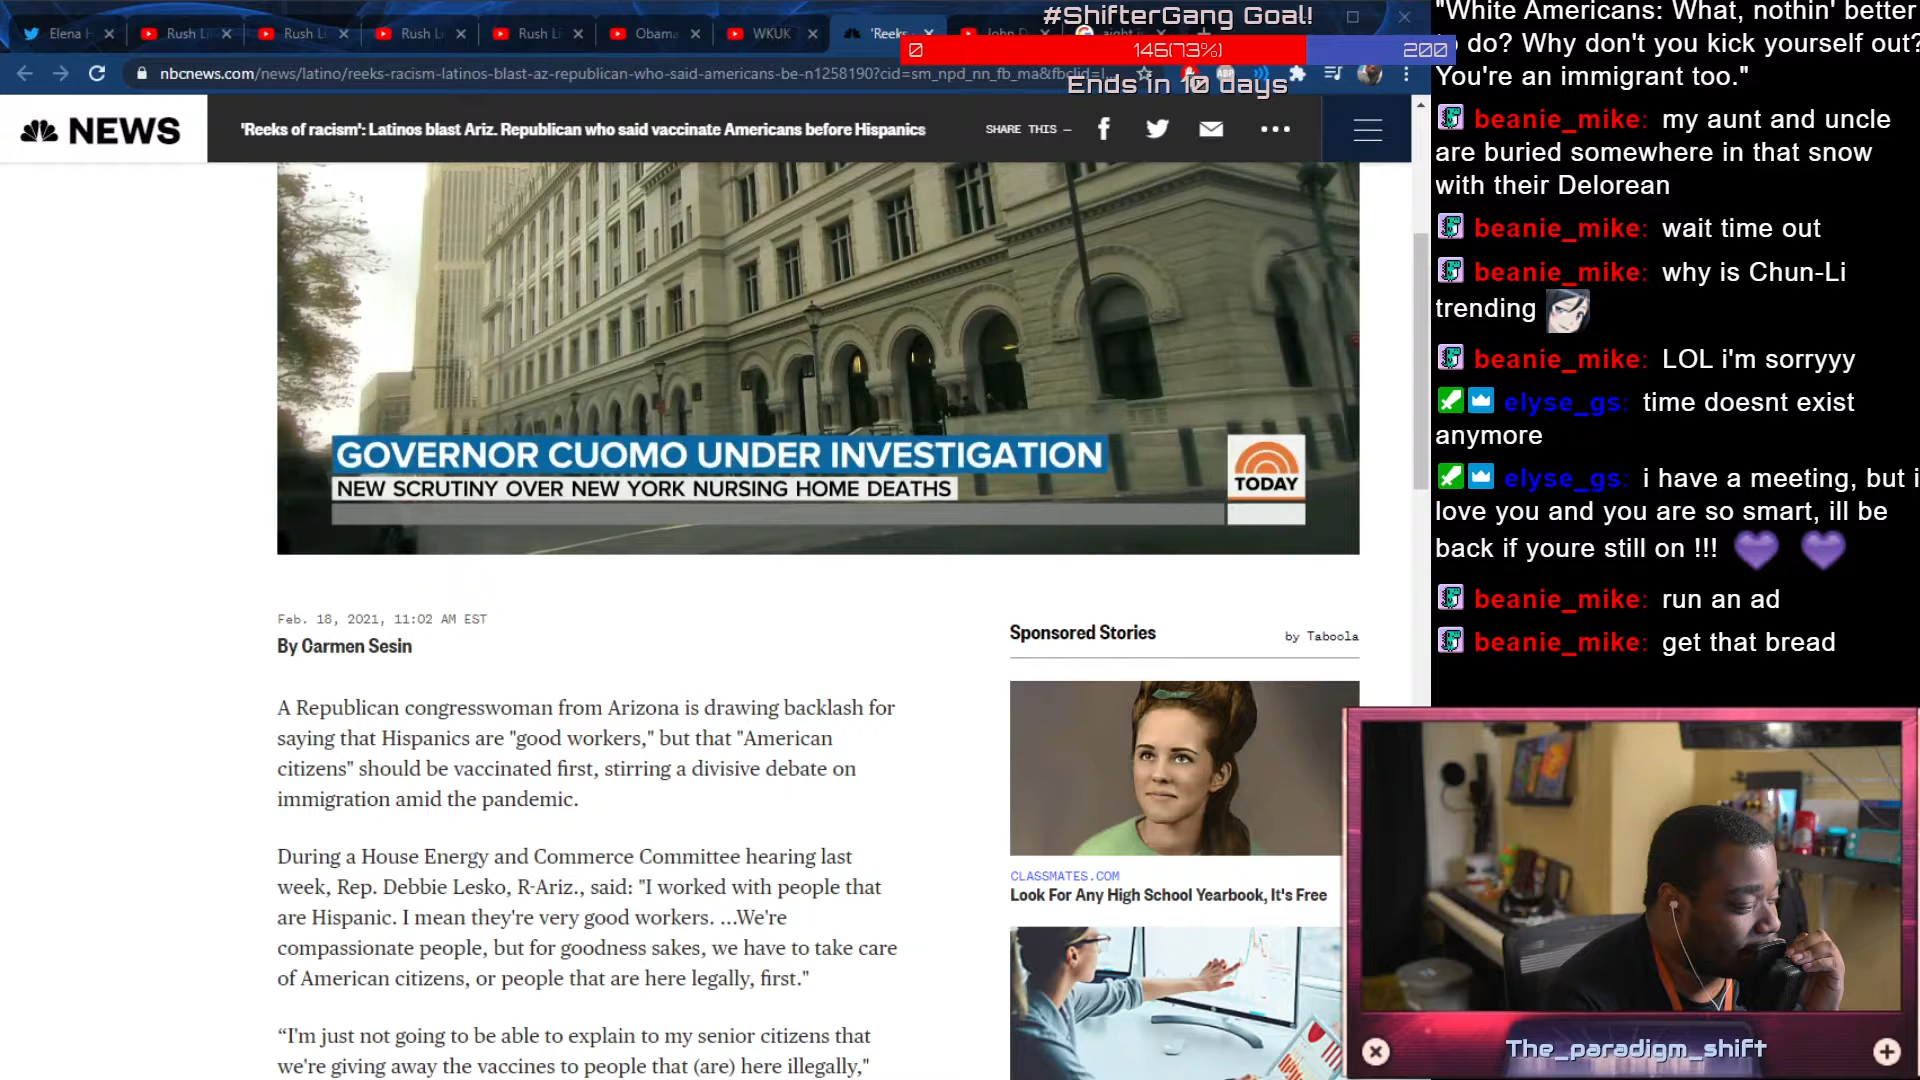 Elena
Rush Li
Rush Li
Rush Li
Rush Li
Obama
WKUK
'Reeks
#ShifterGang Goal!
0
146(73%)
200
Ends in 10 days
nbcnews.com/news/latino/reeks-racism-latinos-blast-az-republican-who-said-americans-be-n1258190?cid=sm_npd_nn_fb_ma&fbclid=I...
NEWS
'Reeks of racism': Latinos blast Ariz. Republican who said vaccinate Americans before Hispanics
SHARE THIS —
GOVERNOR CUOMO UNDER INVESTIGATION
NEW SCRUTINY OVER NEW YORK NURSING HOME DEATHS
TODAY
Feb. 18, 2021, 11:02 AM EST
By Carmen Sesin
A Republican congresswoman from Arizona is drawing backlash for
saying that Hispanics are "good workers," but that "American
citizens" should be vaccinated first, stirring a divisive debate on
immigration amid the pandemic.
During a House Energy and Commerce Committee hearing last
week, Rep. Debbie Lesko, R-Ariz., said: "I worked with people that
are Hispanic. I mean they're very good workers. ...We're
compassionate people, but for goodness sakes, we have to take care
of American citizens, or people that are here legally, first."
“I'm just not going to be able to explain to my senior citizens that
we're giving away the vaccines to people that (are) here illegally,"
Sponsored Stories
by Taboola
CLASSMATES.COM
Look For Any High School Yearbook, It's Free
"White Americans: What, nothin' better
to do? Why don't you kick yourself out?
You're an immigrant too."
beanie_mike: my aunt and uncle
are buried somewhere in that snow
with their Delorean
beanie_mike: wait time out
beanie_mike: why is Chun-Li
trending
beanie_mike: LOL i'm sorryyy
elyse_gs: time doesnt exist
anymore
elyse_gs: i have a meeting, but i
love you and you are so smart, ill be
back if youre still on !!!
beanie_mike: run an ad
beanie_mike: get that bread
The_paradigm_shift